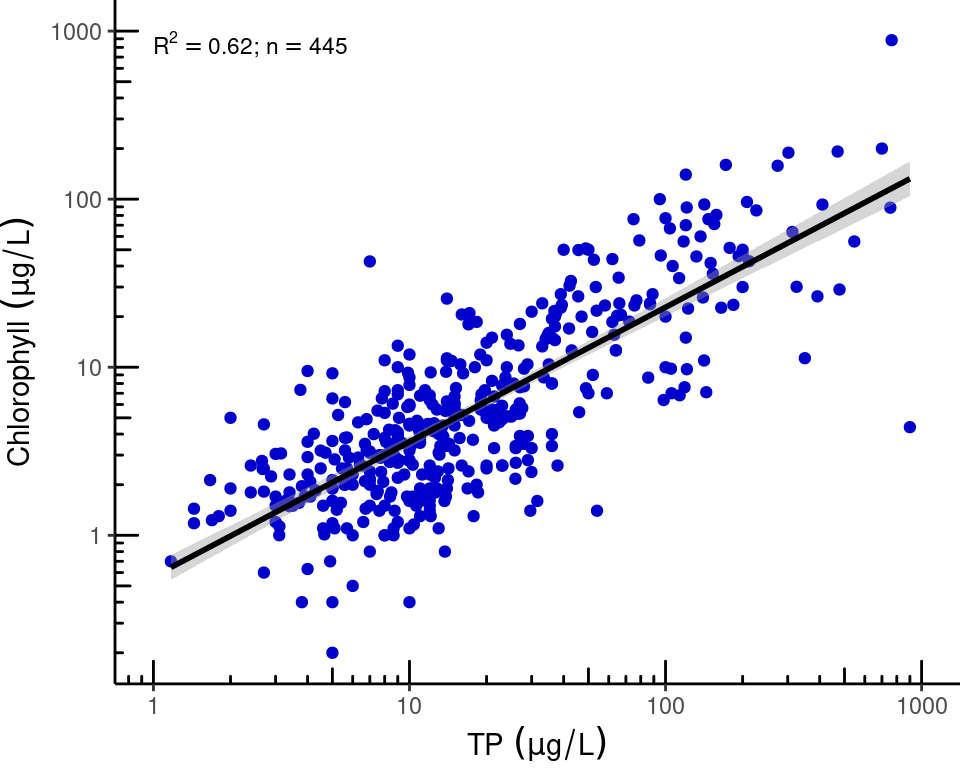 1000
R² = 0.62; n = 445
100
10
1
Chlorophyll (μg/L)
1 10 100 1000
TP (μg/L)